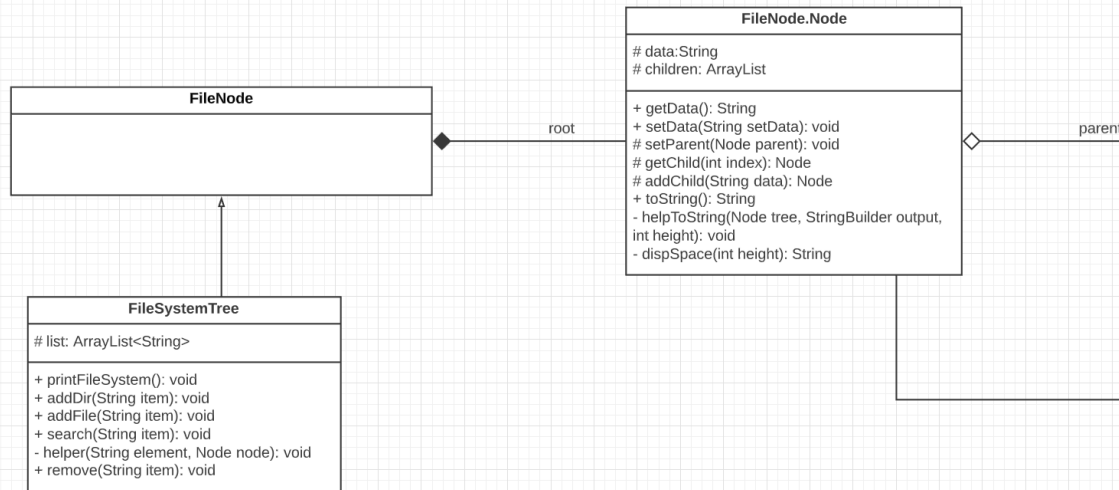 FileNode
root
FileNode.Node
# data:String
# children: ArrayList
+ getData(): String
+ setData(String setData): void
# setParent(Node parent): void
# getChild(int index): Node
# addChild(String data): Node
+ toString(): String
- helpToString(Node tree, StringBuilder output,
int height): void
- dispSpace(int height): String
parent
FileSystemTree
# list: ArrayList<String>
+ printFileSystem(): void
+ addDir(String item): void
+ addFile(String item): void
+ search(String item): void
- helper(String element, Node node): void
+ remove(String item): void